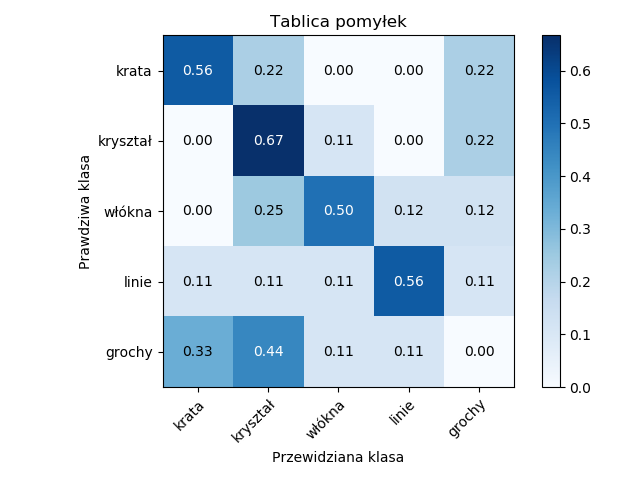 Tablica pomyłek
krata 0.56 0.22 0.00 0.00 0.22
kryształ 0.00 0.67 0.11 0.00 0.22
włókna 0.00 0.25 0.50 0.12 0.12
linie 0.11 0.11 0.11 0.56 0.11
grochy 0.33 0.44 0.11 0.11 0.00
krata kryształ włókna linie grochy
Prawdziwa klasa
Przewidziana klasa
0.6
0.5
0.4
0.3
0.2
0.1
0.0